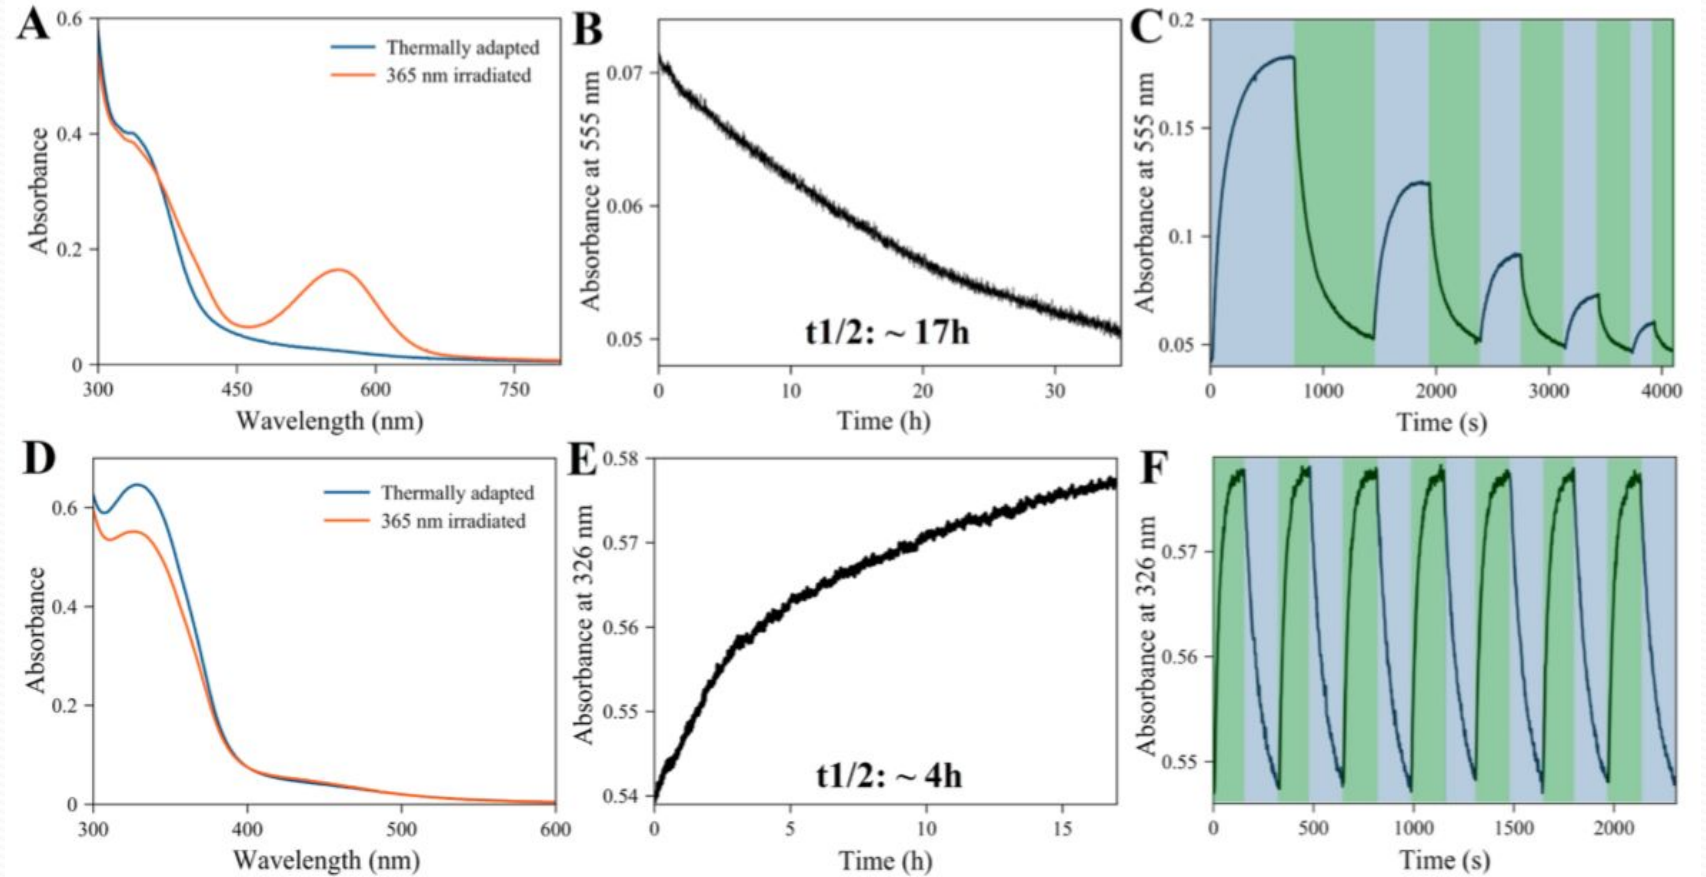 A
Absorbance
0.6
0.4
0.2
0
Thermally adapted
365 nm irradiated
300
450
600
750
Wavelength (nm)
B
Absorbance at 555 nm
0.07
0.06
0.05
t1/2: ~ 17h
0
10
20
30
Time (h)
C
Absorbance at 555 nm
0.2
0.15
0.1
0.05
0
1000
2000
3000
4000
Time (s)
D
Absorbance
0.6
0.4
0.2
0
Thermally adapted
365 nm irradiated
300
400
500
600
Wavelength (nm)
E
Absorbance at 326 nm
0.58
0.57
0.56
0.55
0.54
t1/2: ~ 4h
0
5
10
15
Time (h)
F
Absorbance at 326 nm
0.57
0.56
0.55
0
500
1000
1500
2000
Time (s)